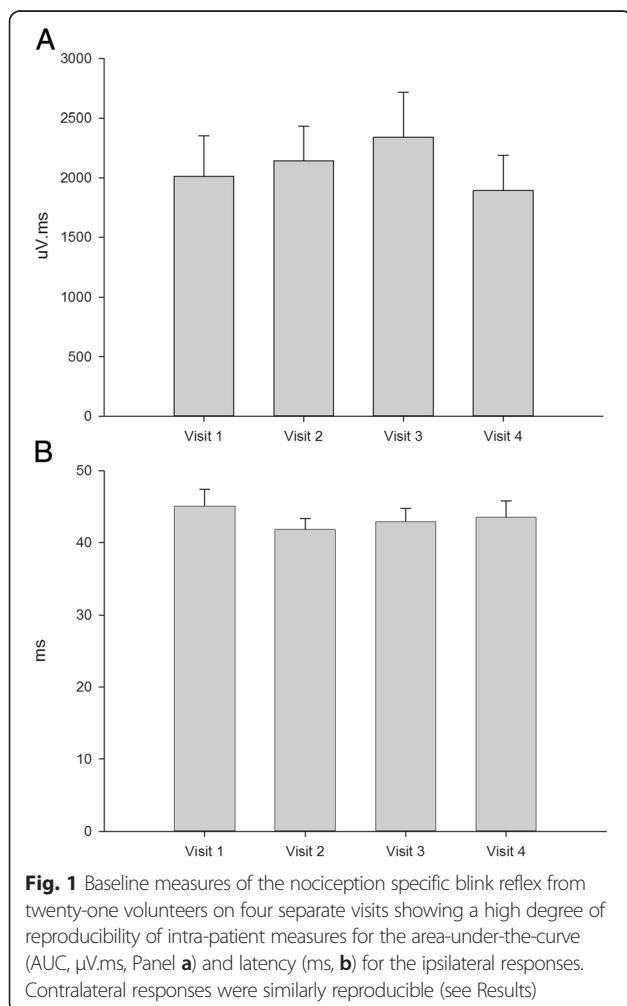 A
3000
2500
2000
1500
1000
500
0
uV.ms
Visit 1 Visit 2 Visit 3 Visit 4
B
50
40
30
20
10
0
ms
Visit 1 Visit 2 Visit 3 Visit 4
Fig. 1 Baseline measures of the nociception specific blink reflex from
twenty-one volunteers on four separate visits showing a high degree of
reproducibility of intra-patient measures for the area-under-the-curve
(AUC, μV.ms, Panel a) and latency (ms, b) for the ipsilateral responses.
Contralateral responses were similarly reproducible (see Results)